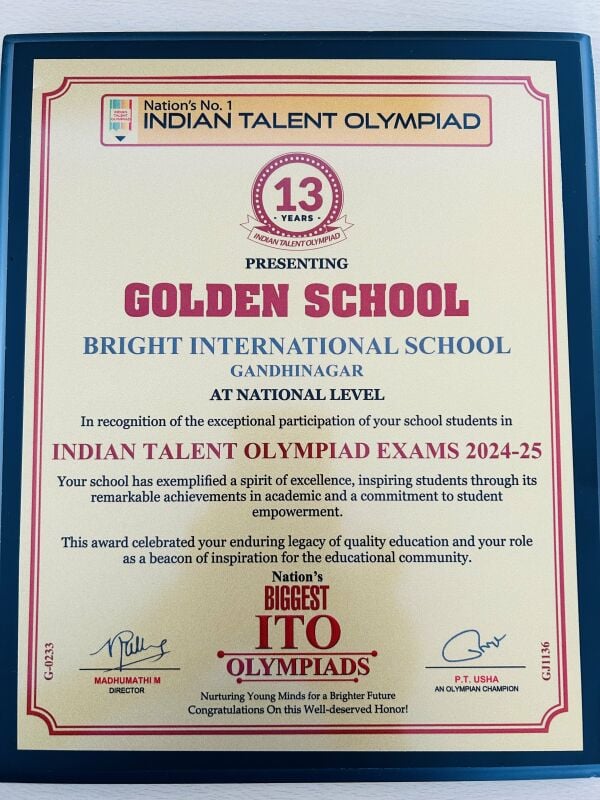 INDIAN TALENT OLYMPIAD
Nation's No. 1
INDIAN TALENT OLYMPIAD
13
YEARS
INDIAN TALENT OLYMPIAD
PRESENTING
GOLDEN SCHOOL
BRIGHT INTERNATIONAL SCHOOL
GANDHINAGAR
AT NATIONAL LEVEL
In recognition of the exceptional participation of your school students in
INDIAN TALENT OLYMPIAD EXAMS 2024-25
Your school has exemplified a spirit of excellence, inspiring students through its
remarkable achievements in academic and a commitment to student
empowerment.
This award celebrated your enduring legacy of quality education and your role
as a beacon of inspiration for the educational community.
Nation's
BIGGEST
ITO
OLYMPIADS
G-0233
MADHUMATHI M
DIRECTOR
P.T. USHA
AN OLYMPIAN CHAMPION
GJ1136
Nurturing Young Minds for a Brighter Future
Congratulations On this Well-deserved Honor!